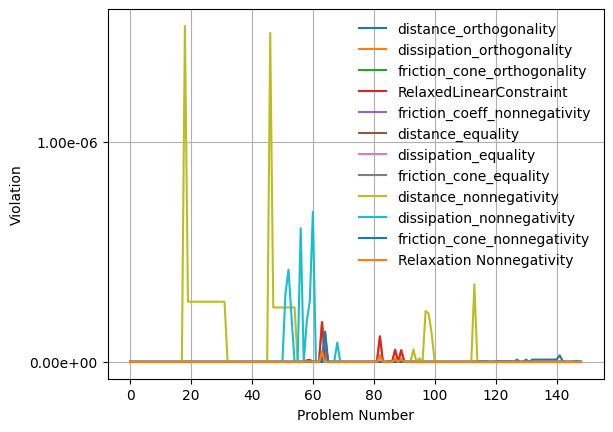 distance_orthogonality
dissipation_orthogonality
friction_cone_orthogonality
RelaxedLinearConstraint
friction_coeff_nonnegativity
distance_equality
dissipation_equality
friction_cone_equality
distance_nonnegativity
dissipation_nonnegativity
friction_cone_nonnegativity
Relaxation Nonnegativity
1.00e-06
Violation
0.00e+00
0 20 40 60 80 100 120 140
Problem Number